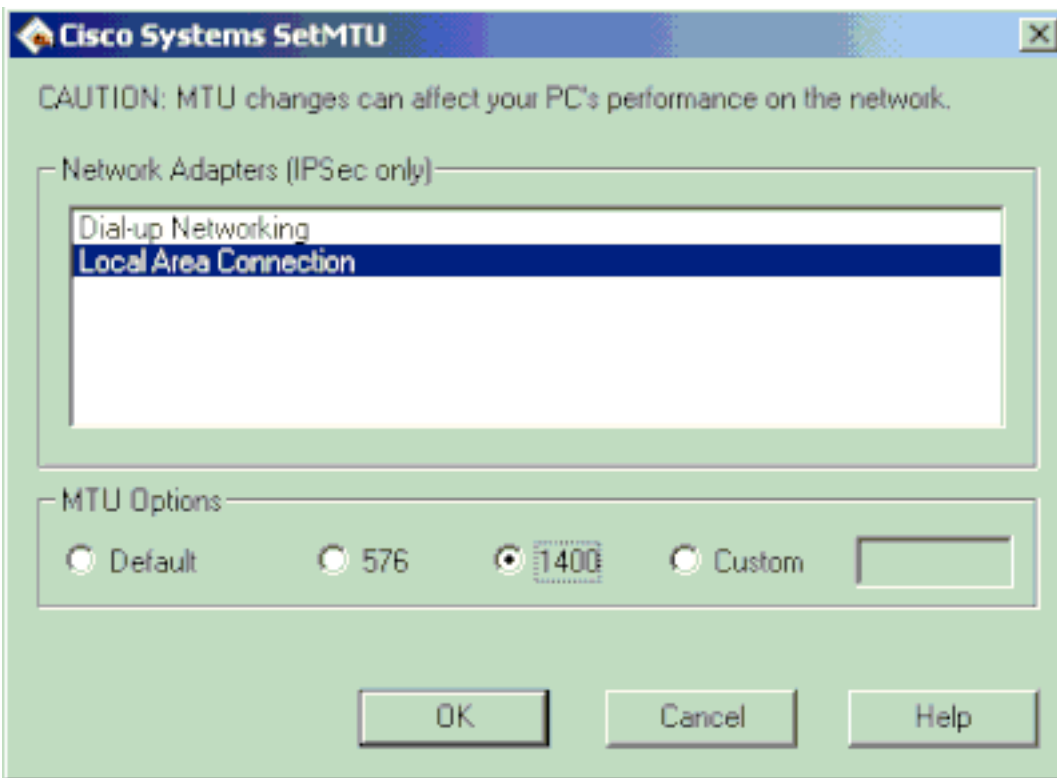 Cisco Systems SetMTU
CAUTION: MTU changes can affect your PC's performance on the network.
Network Adapters (IPSec only)
Dial-up Networking
Local Area Connection
MTU Options
Default 576 1400 Custom
OK Cancel Help